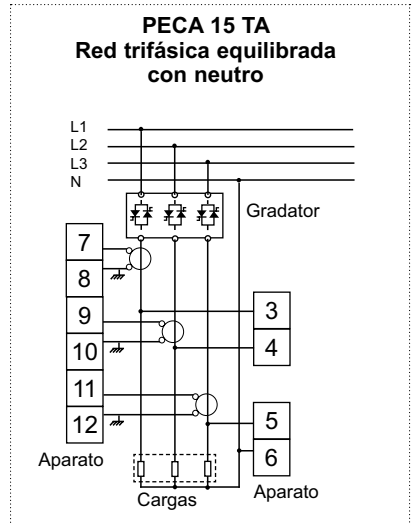 PECA 15 TA
Red trifásica equilibrada
con neutro
L1
L2
L3
N
Gradator
7
8
9
10
11
12
3
4
5
6
Aparato
Cargas
Aparato